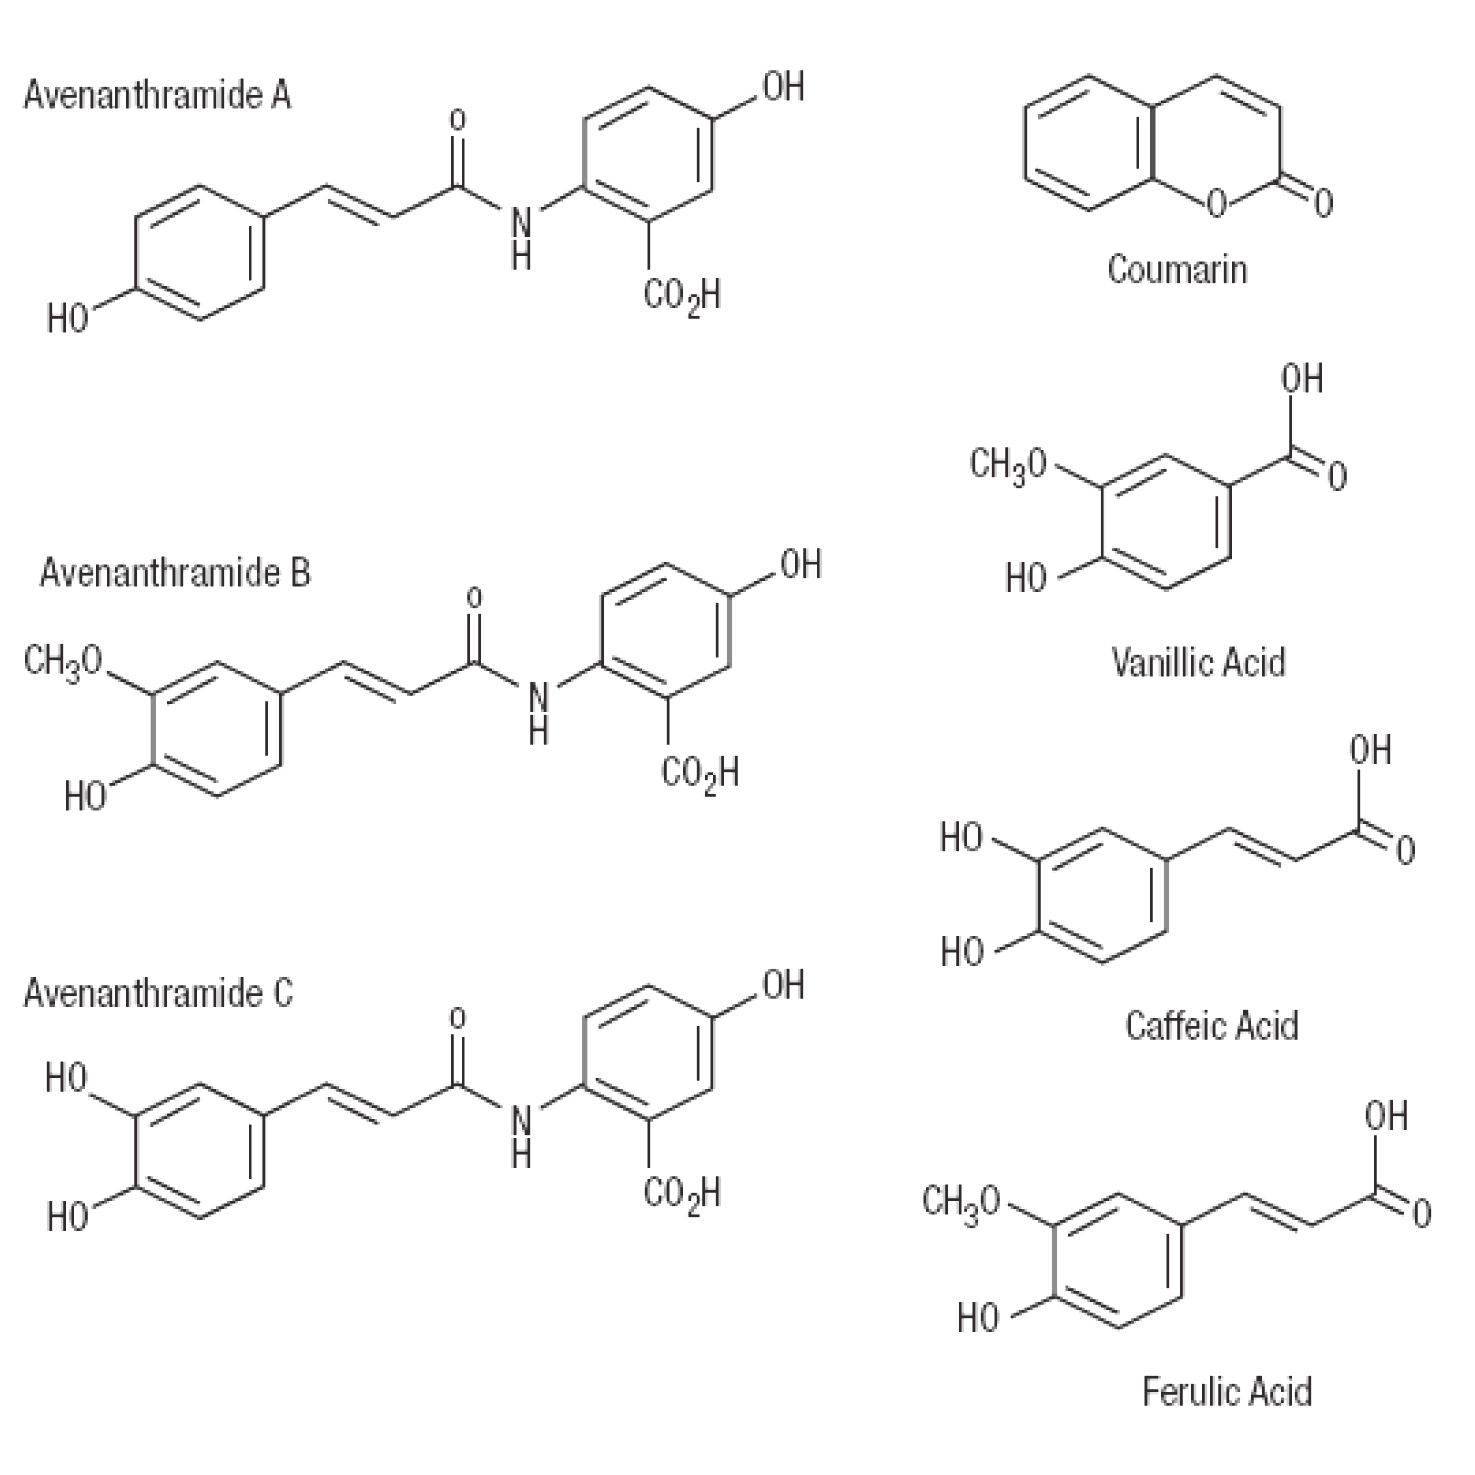 Avenanthramide A
OH
O
N
H
HO
CO2H
O
O
Coumarin
OH
CH3O
O
HO
Vanillic Acid
Avenanthramide B
OH
O
CH3O
N
H
HO
CO2H
OH
HO
O
HO
Caffeic Acid
Avenanthramide C
OH
O
HO
N
H
HO
CO2H
OH
CH3O
O
HO
Ferulic Acid